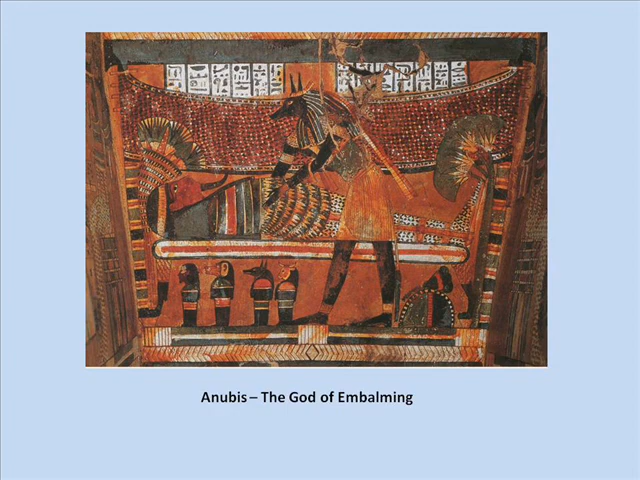 Anubis – The God of Embalming